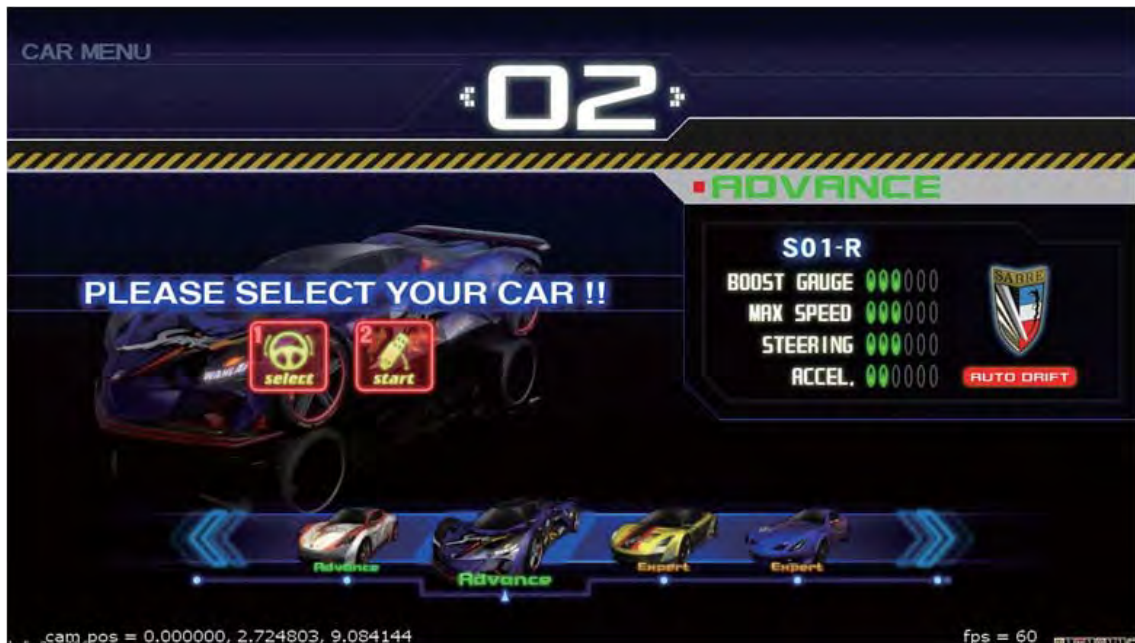 CAR MENU
02
ADVANCE
S01-R
BOOST GAUGE
MAX SPEED
STEERING
ACCEL.
SABRE
AUTO DRIFT
PLEASE SELECT YOUR CAR !!
1
select
2
start
Advance
Advance
Expert
Expert
cam pos = 0.000000, 2.724803, 9.084144
fps = 60